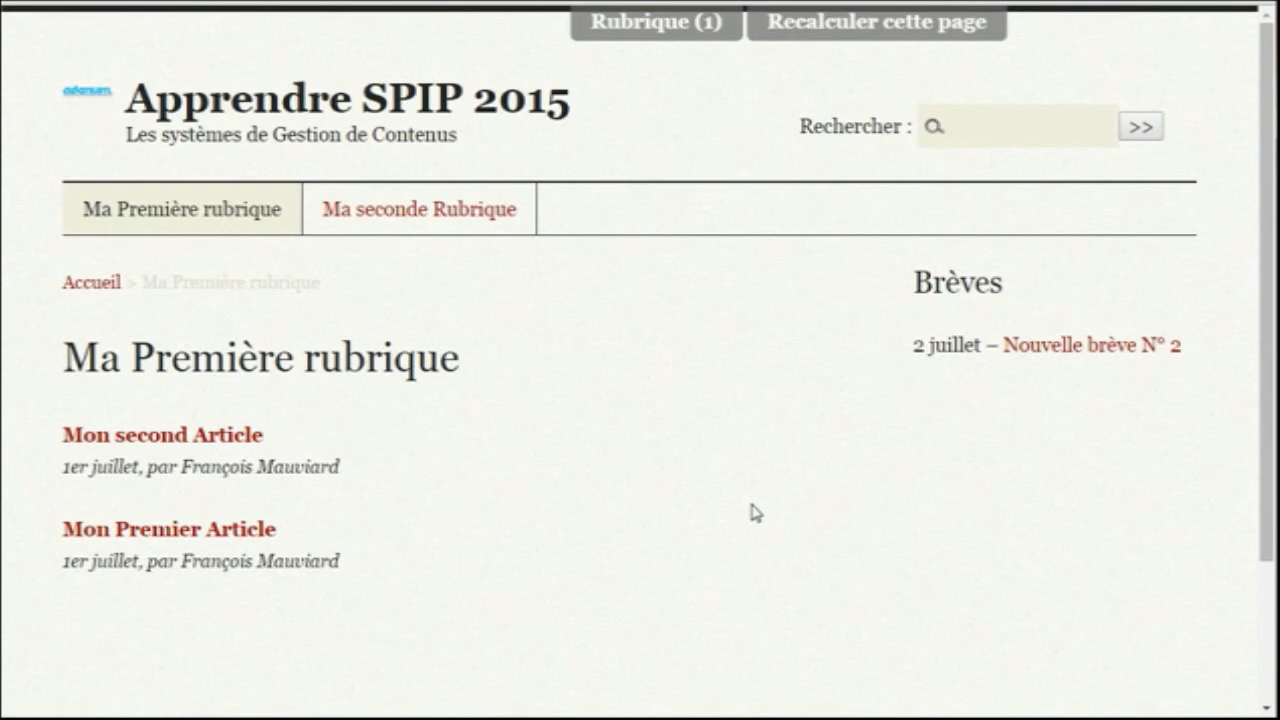 Rubrique (1) Recalculer cette page
adenium
Apprendre SPIP 2015
Les systèmes de Gestion de Contenus
Rechercher : >>
Ma Première rubrique Ma seconde Rubrique
Accueil > Ma Première rubrique
Brèves
2 juillet – Nouvelle brève N° 2
Ma Première rubrique
Mon second Article
1er juillet, par François Mauviard
Mon Premier Article
1er juillet, par François Mauviard